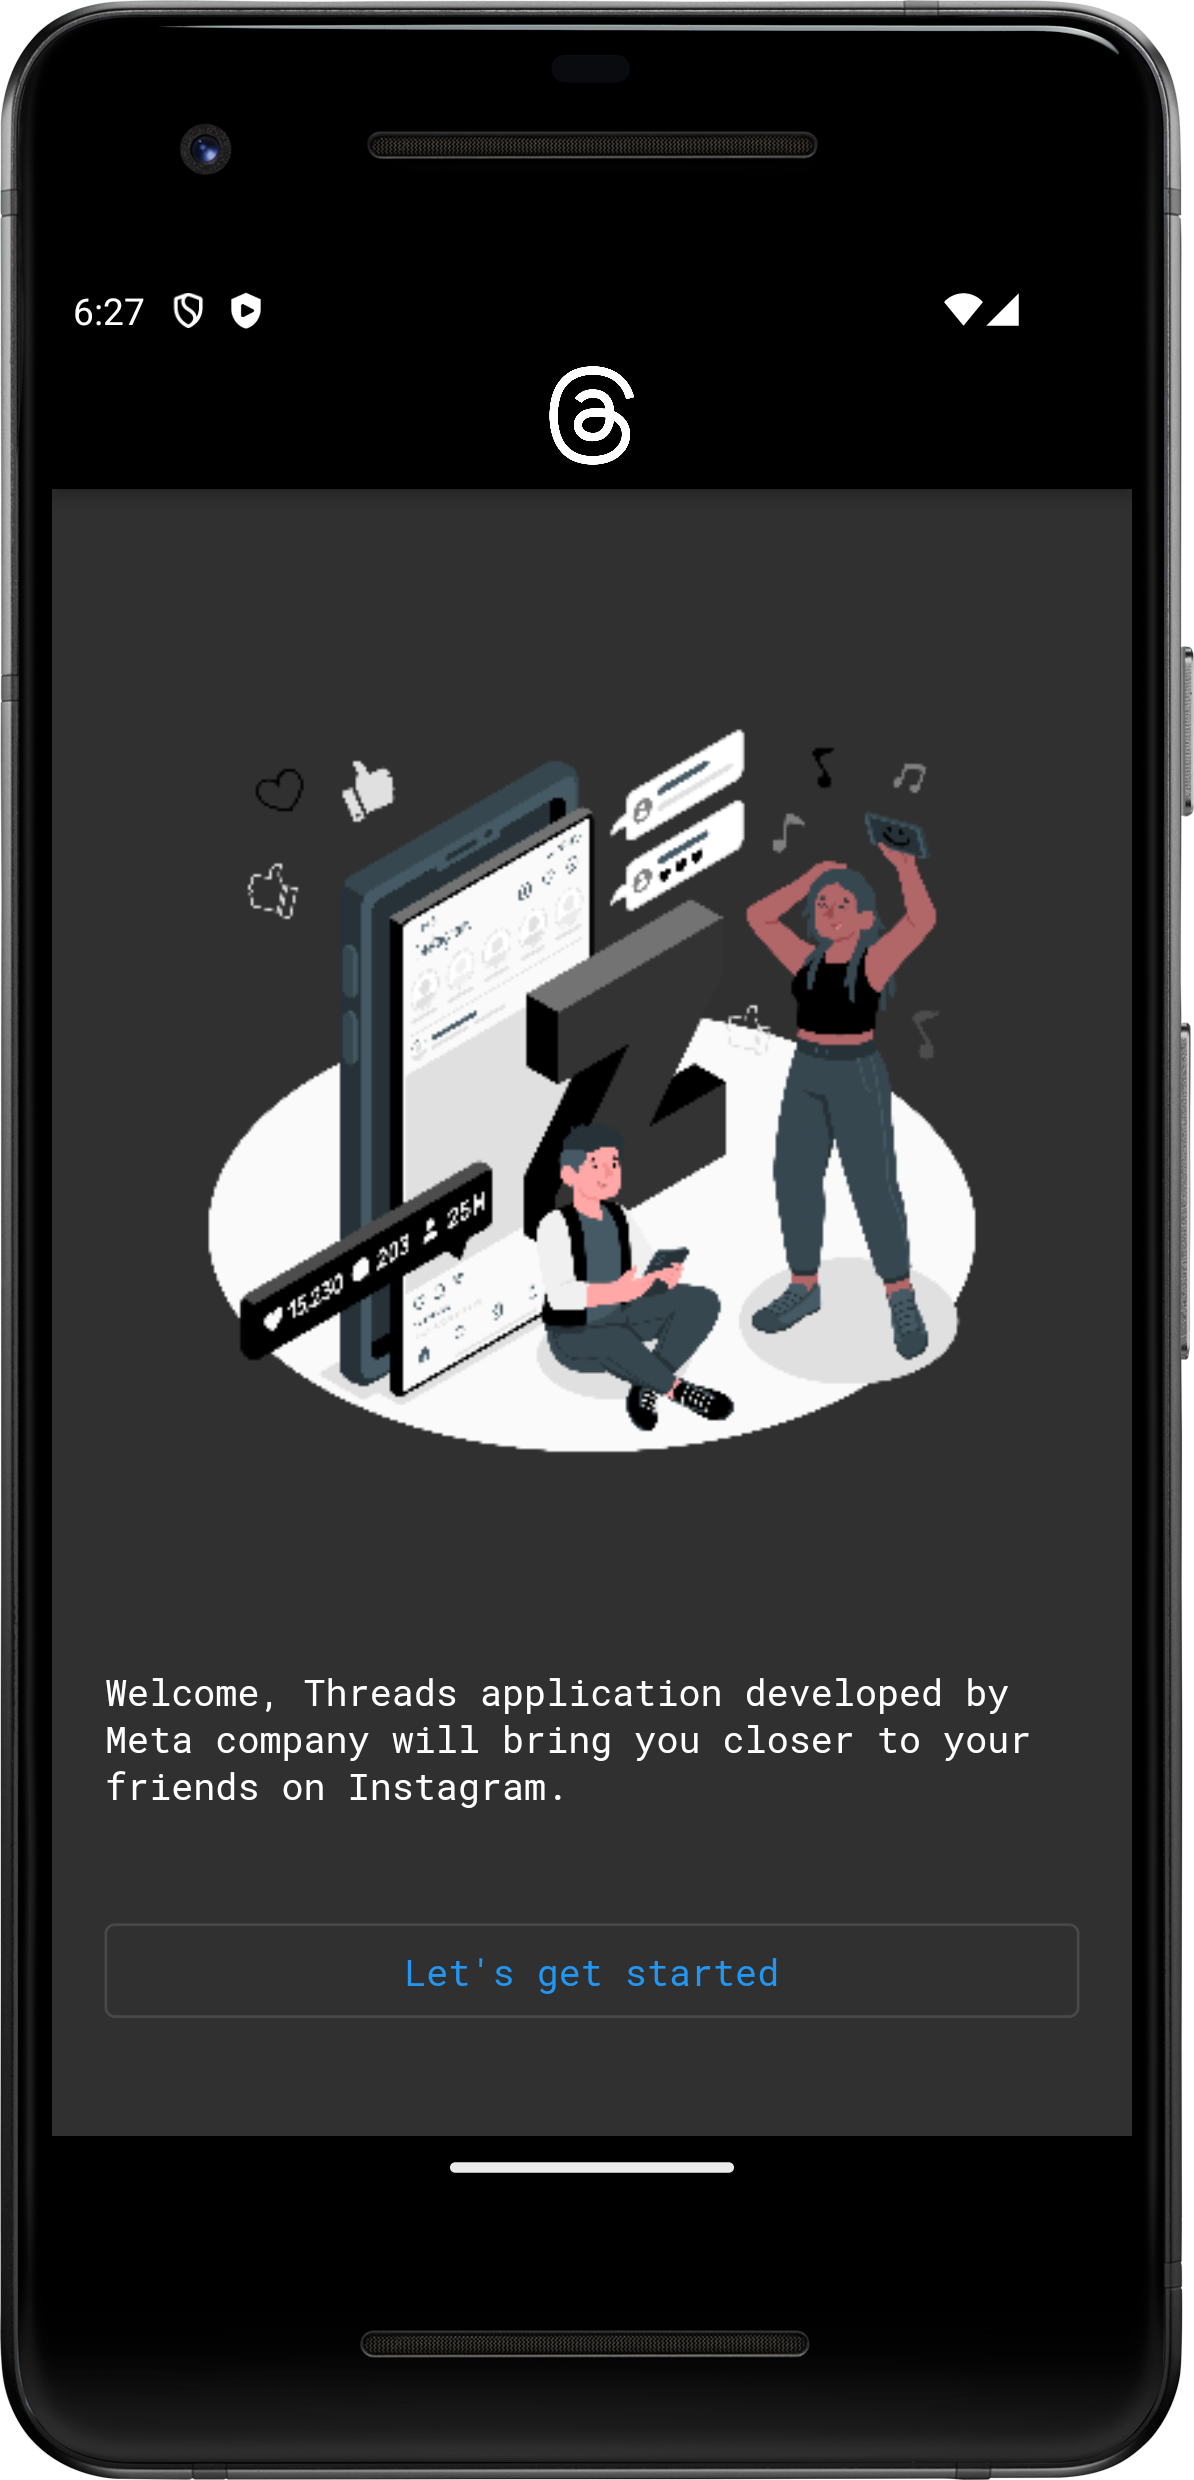 6:27
15.230 203 25H
Welcome, Threads application developed by
Meta company will bring you closer to your
friends on Instagram.
Let's get started